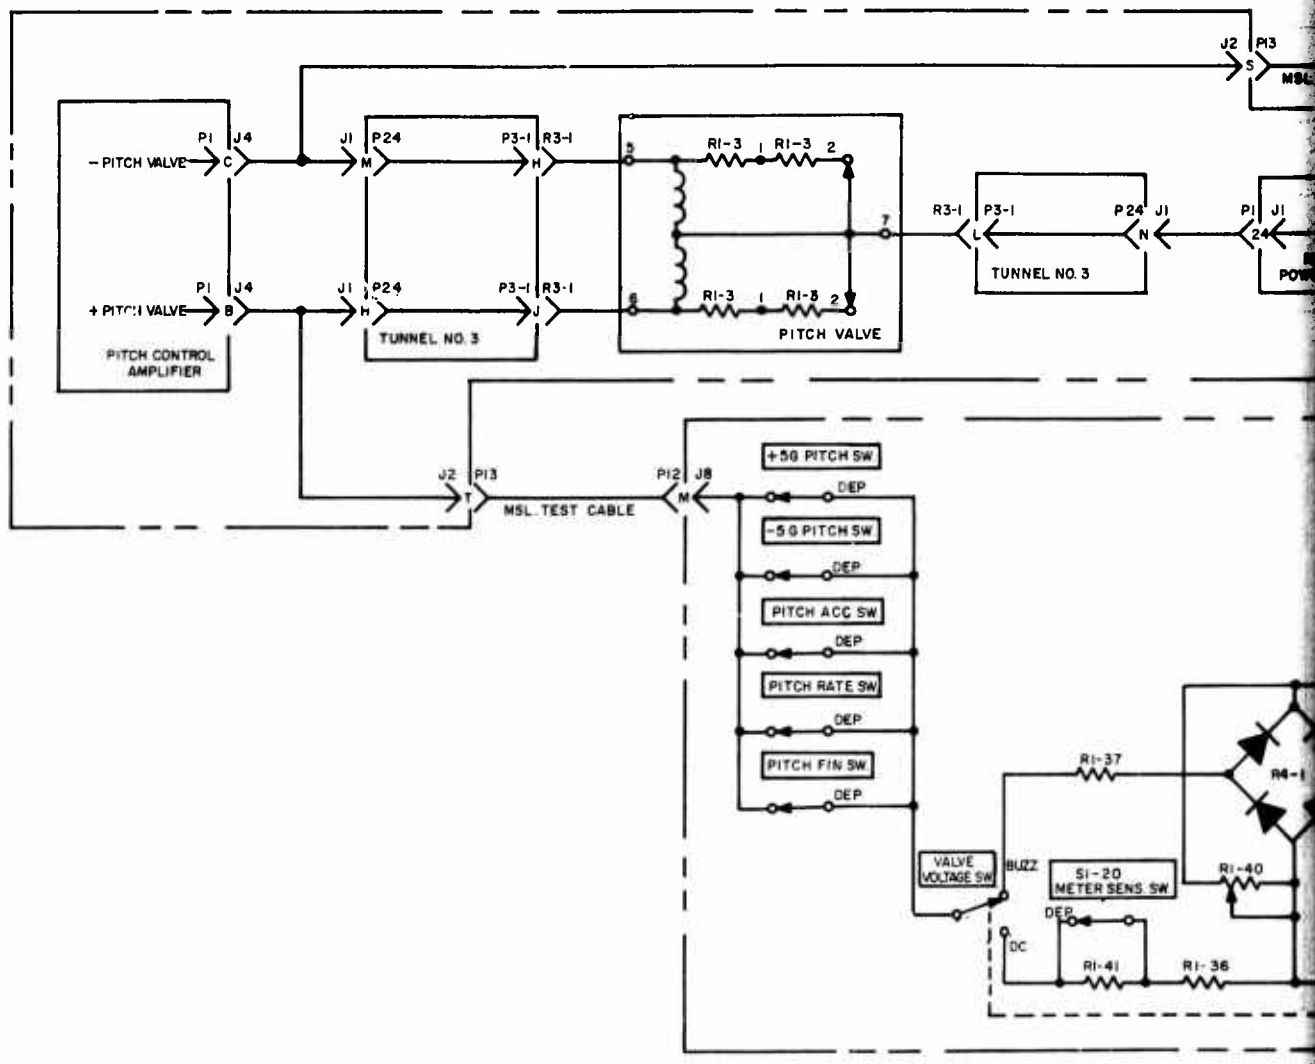 J2 P13
S
MSL
P1 J4
J1 P24
P3-1 R3-1
5
R1-3 1 R1-3 2
- PITCH VALVE
C
M
H
7
R3-1 P3-1
P24 J1
P1 J1
L
N
24
TUNNEL NO. 3
POW
P1 J4
J1 P24
P3-1 R3-1
6
R1-3 1 R1-3 2
+ PITCH VALVE
B
H
J
PITCH VALVE
TUNNEL NO. 3
PITCH CONTROL
AMPLIFIER
J2 P13
T
MSL. TEST CABLE
P12 J8
M
+5G PITCH SW
DEP
-5G PITCH SW
DEP
PITCH ACC SW
DEP
PITCH RATE SW
DEP
PITCH FIN SW.
DEP
R1-37
R4-1
VALVE
VOLTAGE SW
BUZZ
S1-20
METER SENS. SW
R1-40
DEP
DC
R1-41
R1-36